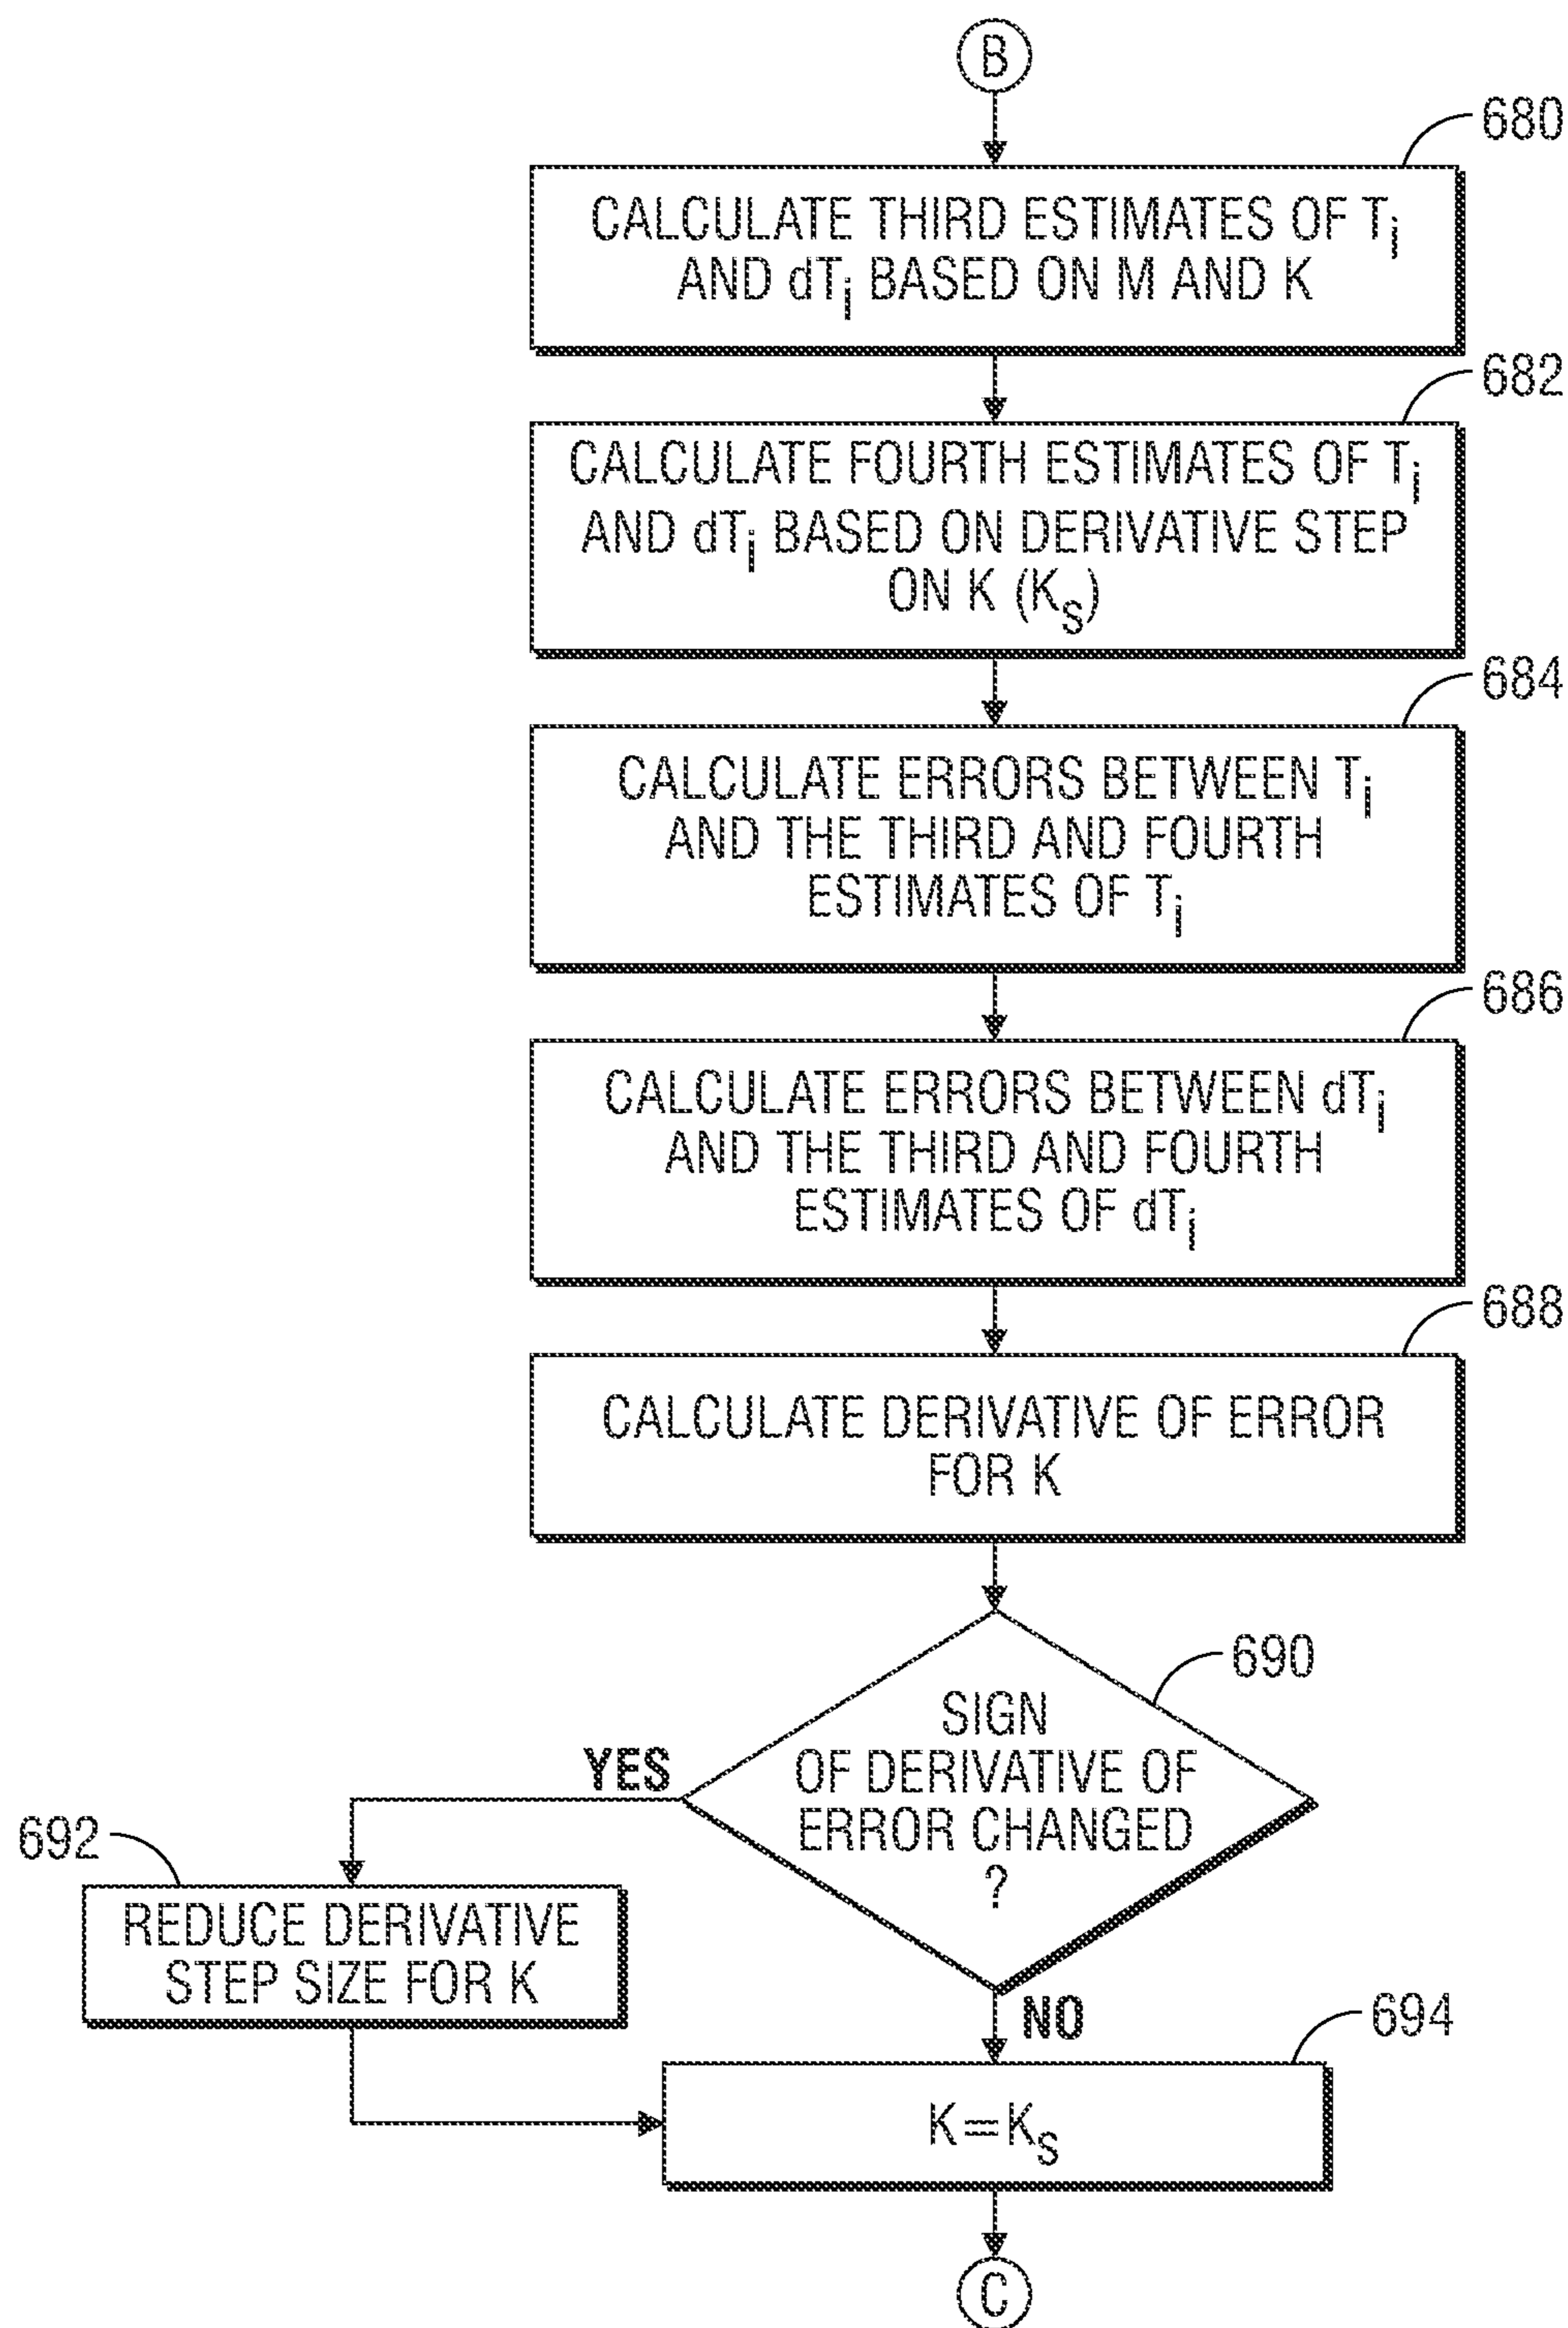 B
680
CALCULATE THIRD ESTIMATES OF Ti
AND dTi BASED ON M AND K
682
CALCULATE FOURTH ESTIMATES OF Ti
AND dTi BASED ON DERIVATIVE STEP
ON K (KS)
684
CALCULATE ERRORS BETWEEN Ti
AND THE THIRD AND FOURTH
ESTIMATES OF Ti
686
CALCULATE ERRORS BETWEEN dTi
AND THE THIRD AND FOURTH
ESTIMATES OF dTi
688
CALCULATE DERIVATIVE OF ERROR
FOR K
690
SIGN
OF DERIVATIVE OF
ERROR CHANGED
?
YES
692
REDUCE DERIVATIVE
STEP SIZE FOR K
NO
694
K=KS
C